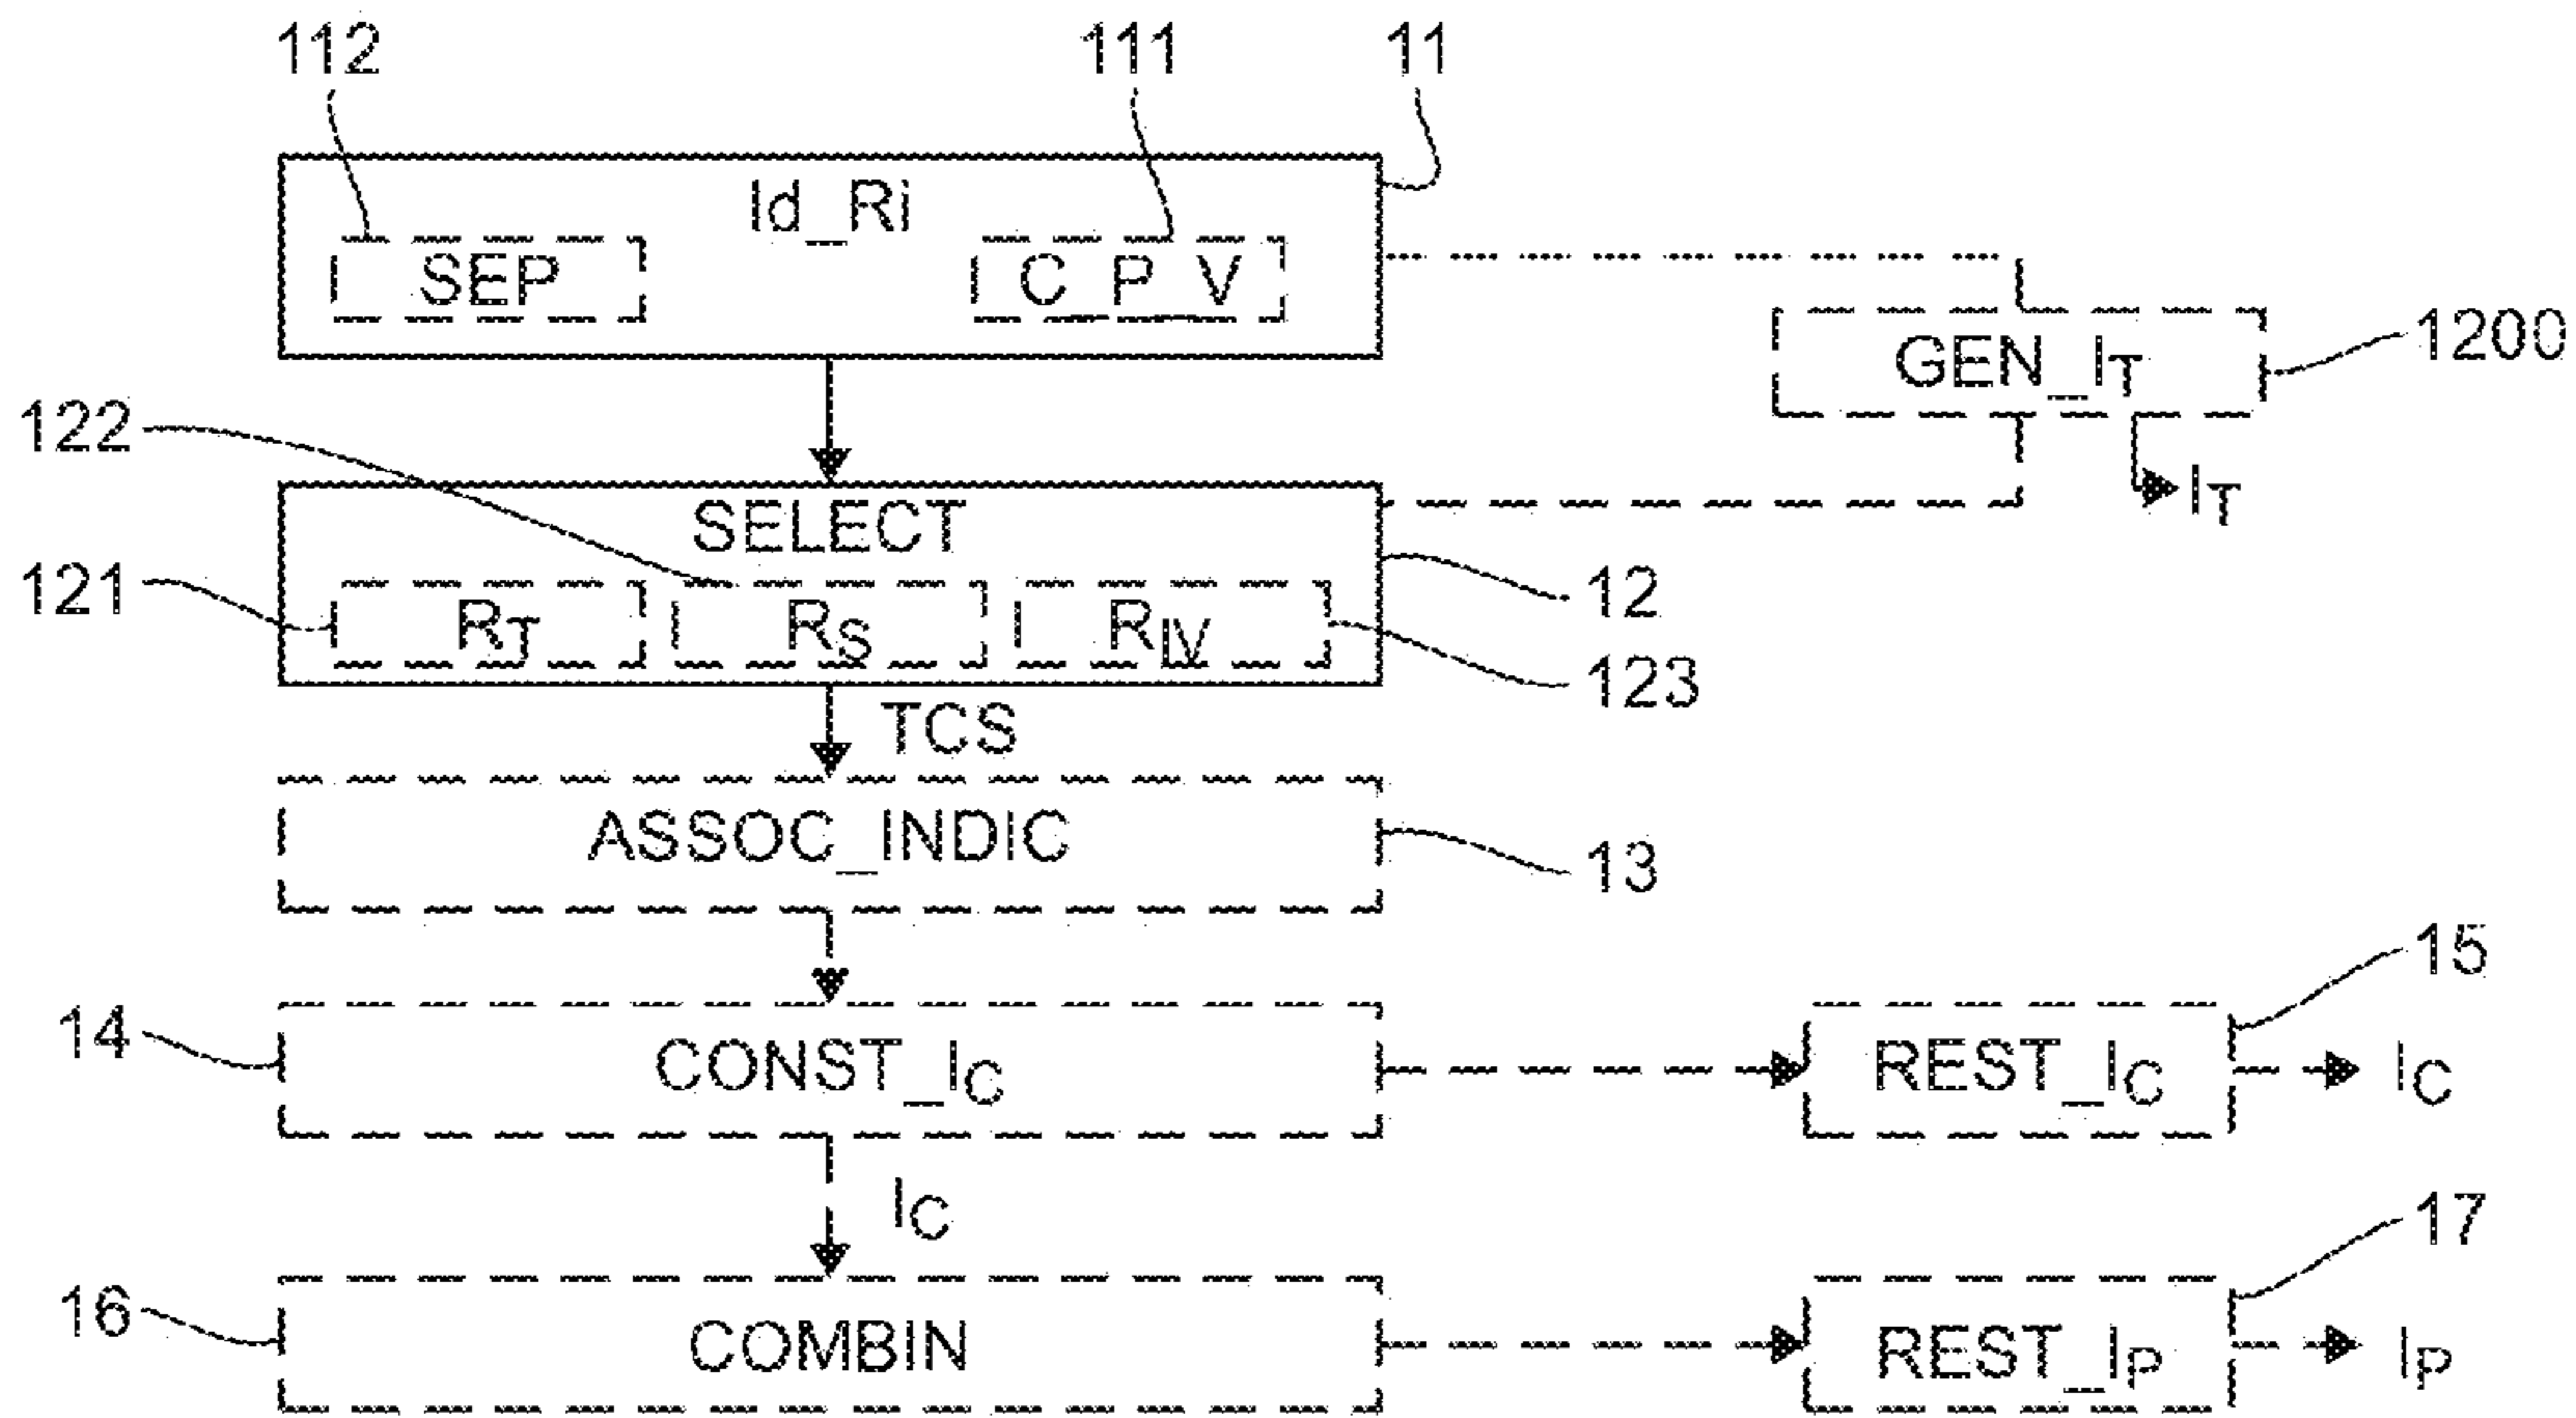 112 111 11
Id_Ri
SEP C_P_V
1200
GEN_IT
122
IT
SELECT
121 12
RT RS RIV
123
TCS
ASSOC_INDIC
13
15
14
CONST_IC REST_IC IC
IC
17
16
COMBIN REST_IP IP